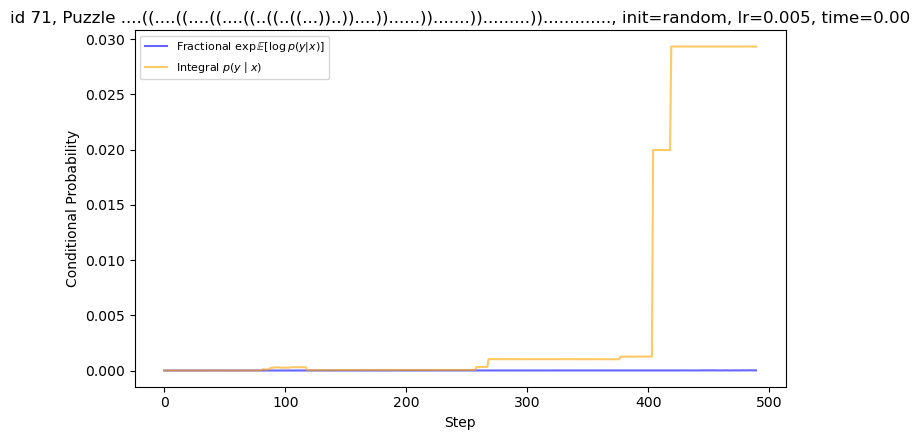 id 71, Puzzle ....((....((....((....((..((..((...))..))....))......)).......)).........))............., init=random, lr=0.005, time=0.00
Fractional exp𝔼[log p(y|x)]
Integral p(y | x)
0.030
0.025
0.020
0.015
0.010
0.005
0.000
Conditional Probability
0 100 200 300 400 500
Step